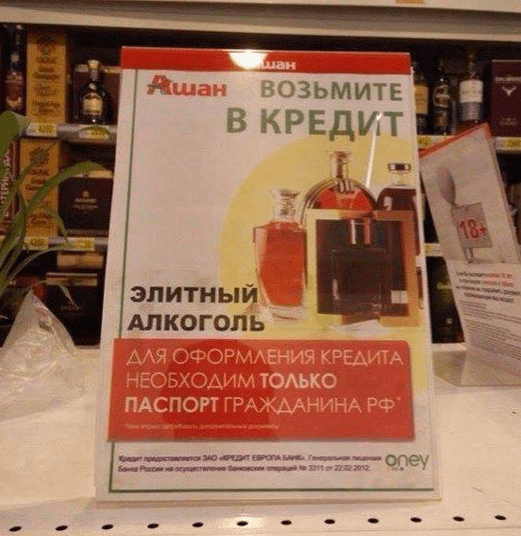 Ашан
ВОЗЬМИТЕ
В КРЕДИТ
ЭЛИТНЫЙ
АЛКОГОЛЬ
ДЛЯ ОФОРМЛЕНИЯ КРЕДИТА
НЕОБХОДИМ ТОЛЬКО
ПАСПОРТ ГРАЖДАНИНА РФ*
Кредит предоставляется ЗАО «КРЕДИТ ЕВРОПА БАНК». Генеральная лицензия
Банка России на осуществление банковских операций № 3311 от 22.02.2012.
oney
18+